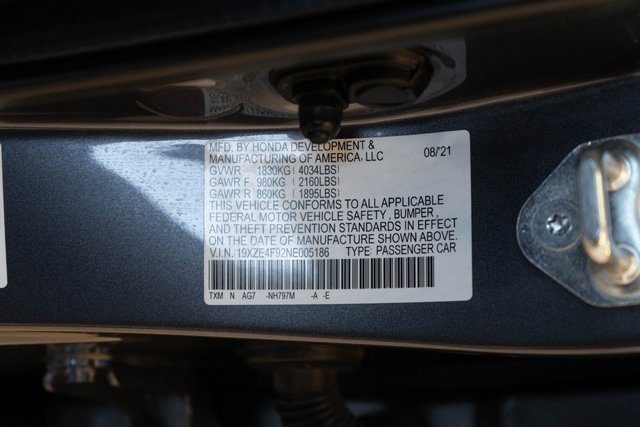 MFD. BY HONDA DEVELOPMENT &
MANUFACTURING OF AMERICA, LLC 08/'21
GVWR 1830KG ( 4034LBS)
GAWR F 980KG ( 2160LBS)
GAWR R 860KG ( 1895LBS)
THIS VEHICLE CONFORMS TO ALL APPLICABLE
FEDERAL MOTOR VEHICLE SAFETY , BUMPER ,
AND THEFT PREVENTION STANDARDS IN EFFECT
ON THE DATE OF MANUFACTURE SHOWN ABOVE.
V.I.N.: 19XZE4F92NE005186 TYPE: PASSENGER CAR
TXM N AG7 -NH797M -A -E